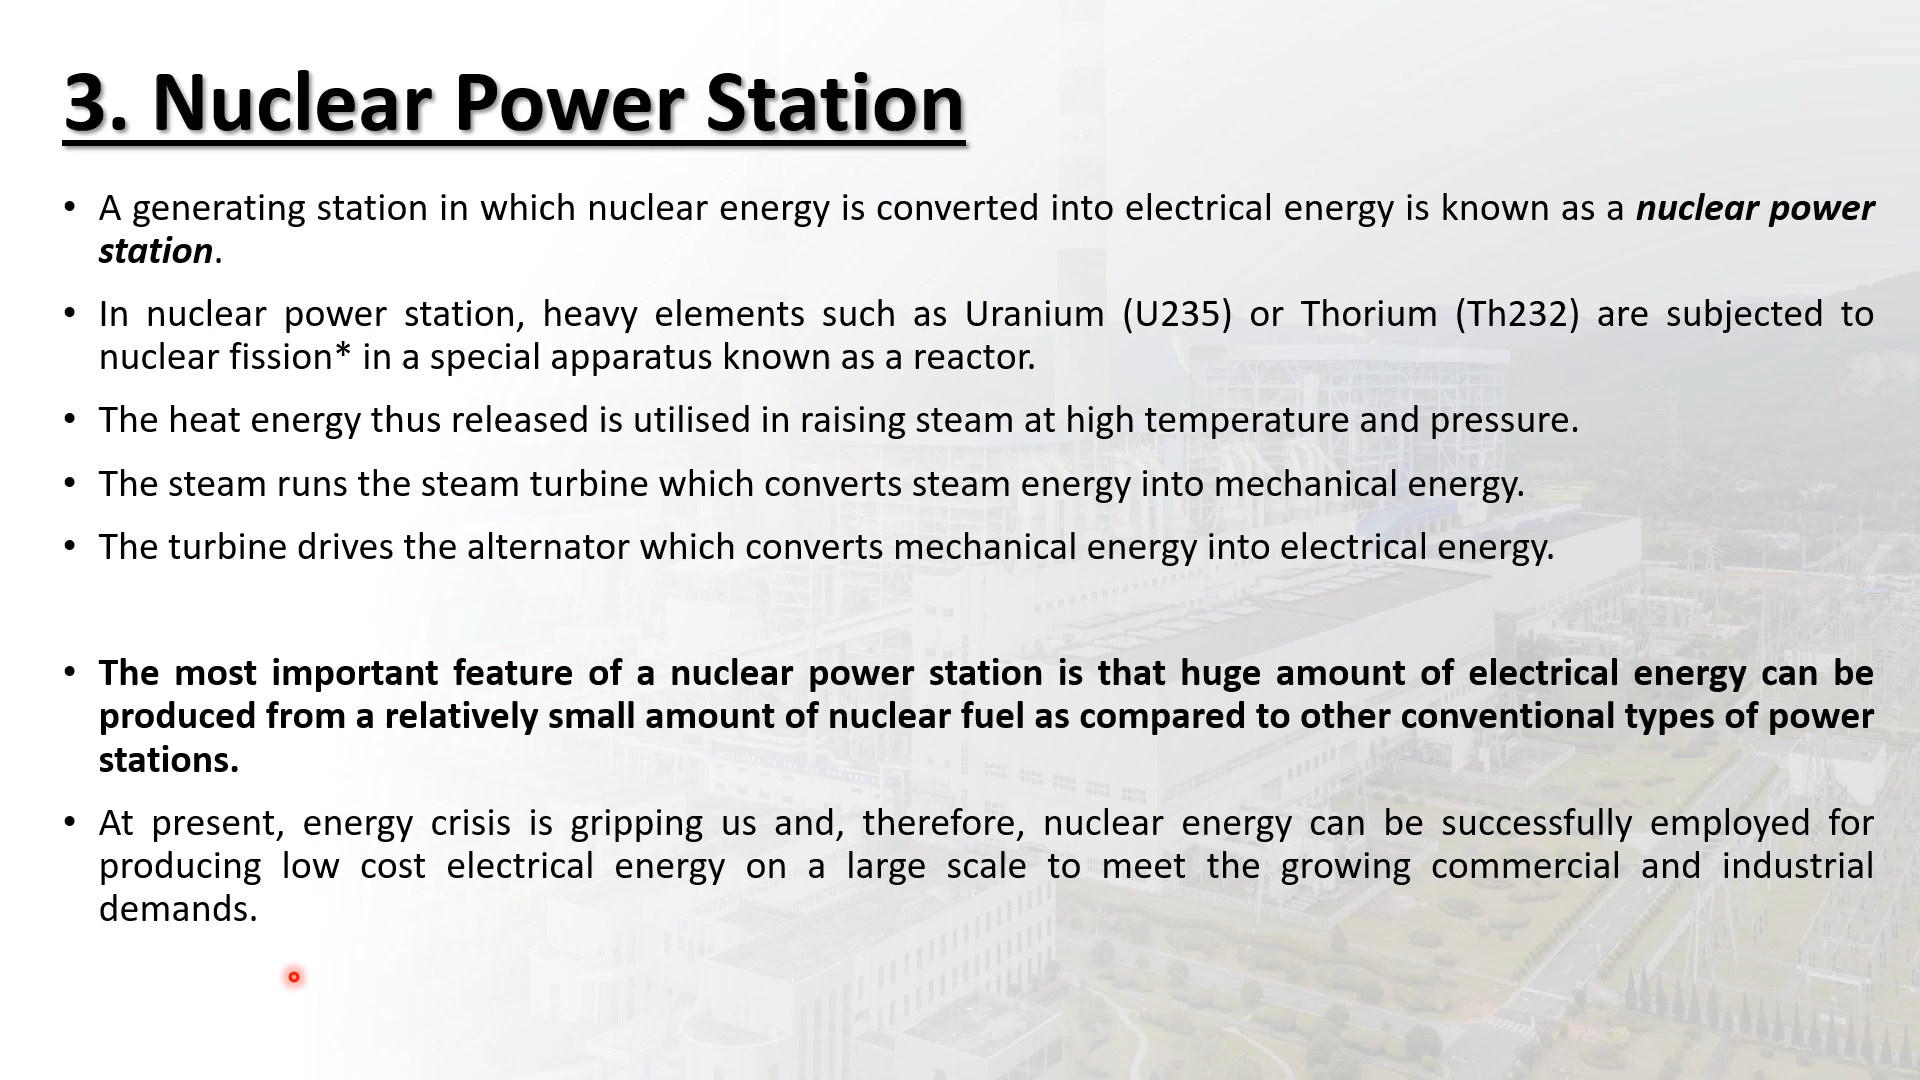 3. Nuclear Power Station
• A generating station in which nuclear energy is converted into electrical energy is known as a nuclear power
station.
• In nuclear power station, heavy elements such as Uranium (U235) or Thorium (Th232) are subjected to
nuclear fission* in a special apparatus known as a reactor.
• The heat energy thus released is utilised in raising steam at high temperature and pressure.
• The steam runs the steam turbine which converts steam energy into mechanical energy.
• The turbine drives the alternator which converts mechanical energy into electrical energy.
• The most important feature of a nuclear power station is that huge amount of electrical energy can be
produced from a relatively small amount of nuclear fuel as compared to other conventional types of power
stations.
• At present, energy crisis is gripping us and, therefore, nuclear energy can be successfully employed for
producing low cost electrical energy on a large scale to meet the growing commercial and industrial
demands.